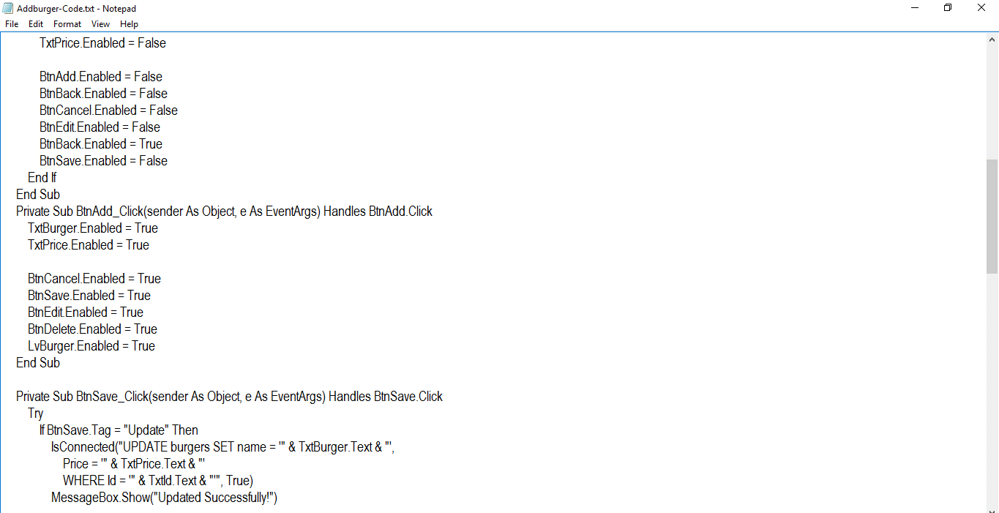 Addburger-Code.txt - Notepad
File Edit Format View Help
TxtPrice.Enabled = False
BtnAdd.Enabled = False
BtnBack.Enabled = False
BtnCancel.Enabled = False
BtnEdit.Enabled = False
BtnBack.Enabled = True
BtnSave.Enabled = False
End If
End Sub
Private Sub BtnAdd_Click(sender As Object, e As EventArgs) Handles BtnAdd.Click
TxtBurger.Enabled = True
TxtPrice.Enabled = True
BtnCancel.Enabled = True
BtnSave.Enabled = True
BtnEdit.Enabled = True
BtnDelete.Enabled = True
LvBurger.Enabled = True
End Sub
Private Sub BtnSave_Click(sender As Object, e As EventArgs) Handles BtnSave.Click
Try
If BtnSave.Tag = "Update" Then
IsConnected("UPDATE burgers SET name = '" & TxtBurger.Text & "',
Price = '" & TxtPrice.Text & "'
WHERE Id = '" & TxtId.Text & "'", True)
MessageBox.Show("Updated Successfully!")